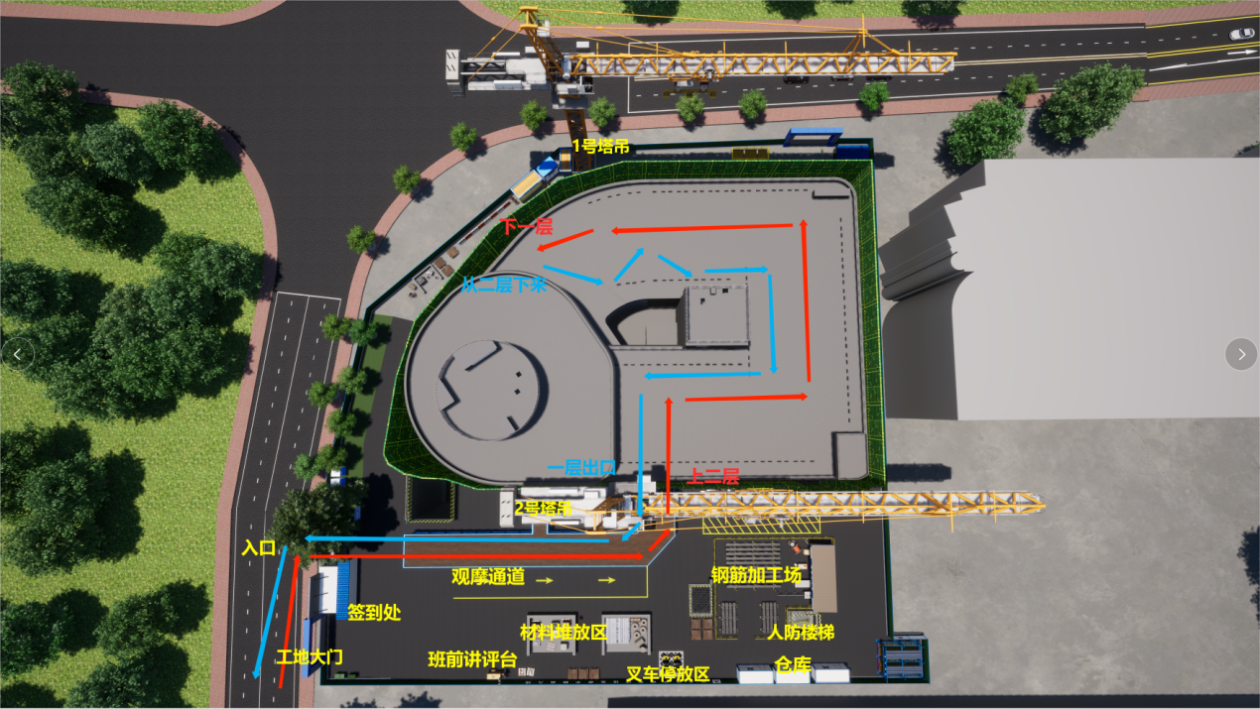 1号塔吊
下一层
从二层下来
一层出口
上二层
2号塔吊
入口
观摩通道
钢筋加工场
签到处
材料堆放区
人防楼梯
工地大门
班前讲评台
仓库
叉车停放区